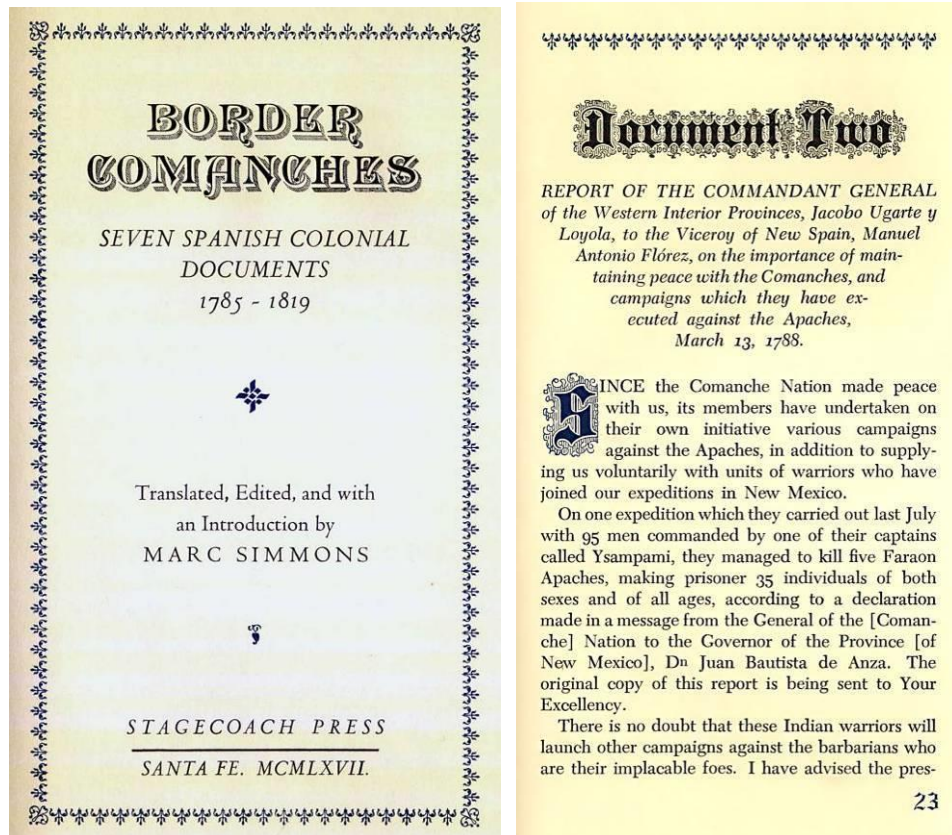 BORDER
COMANCHES
SEVEN SPANISH COLONIAL
DOCUMENTS
1785 - 1819
Translated, Edited, and with
an Introduction by
MARC SIMMONS
STAGECOACH PRESS
SANTA FE. MCMLXVII.
Document Two
REPORT OF THE COMMANDANT GENERAL
of the Western Interior Provinces, Jacobo Ugarte y
Loyola, to the Viceroy of New Spain, Manuel
Antonio Flórez, on the importance of main-
taining peace with the Comanches, and
campaigns which they have ex-
ecuted against the Apaches,
March 13, 1788.
SINCE the Comanche Nation made peace
with us, its members have undertaken on
their own initiative various campaigns
against the Apaches, in addition to supply-
ing us voluntarily with units of warriors who have
joined our expeditions in New Mexico.
On one expedition which they carried out last July
with 95 men commanded by one of their captains
called Ysampami, they managed to kill five Faraon
Apaches, making prisoner 35 individuals of both
sexes and of all ages, according to a declaration
made in a message from the General of the [Coman-
che] Nation to the Governor of the Province [of
New Mexico], Dn Juan Bautista de Anza. The
original copy of this report is being sent to Your
Excellency.
There is no doubt that these Indian warriors will
launch other campaigns against the barbarians who
are their implacable foes. I have advised the pres-
23